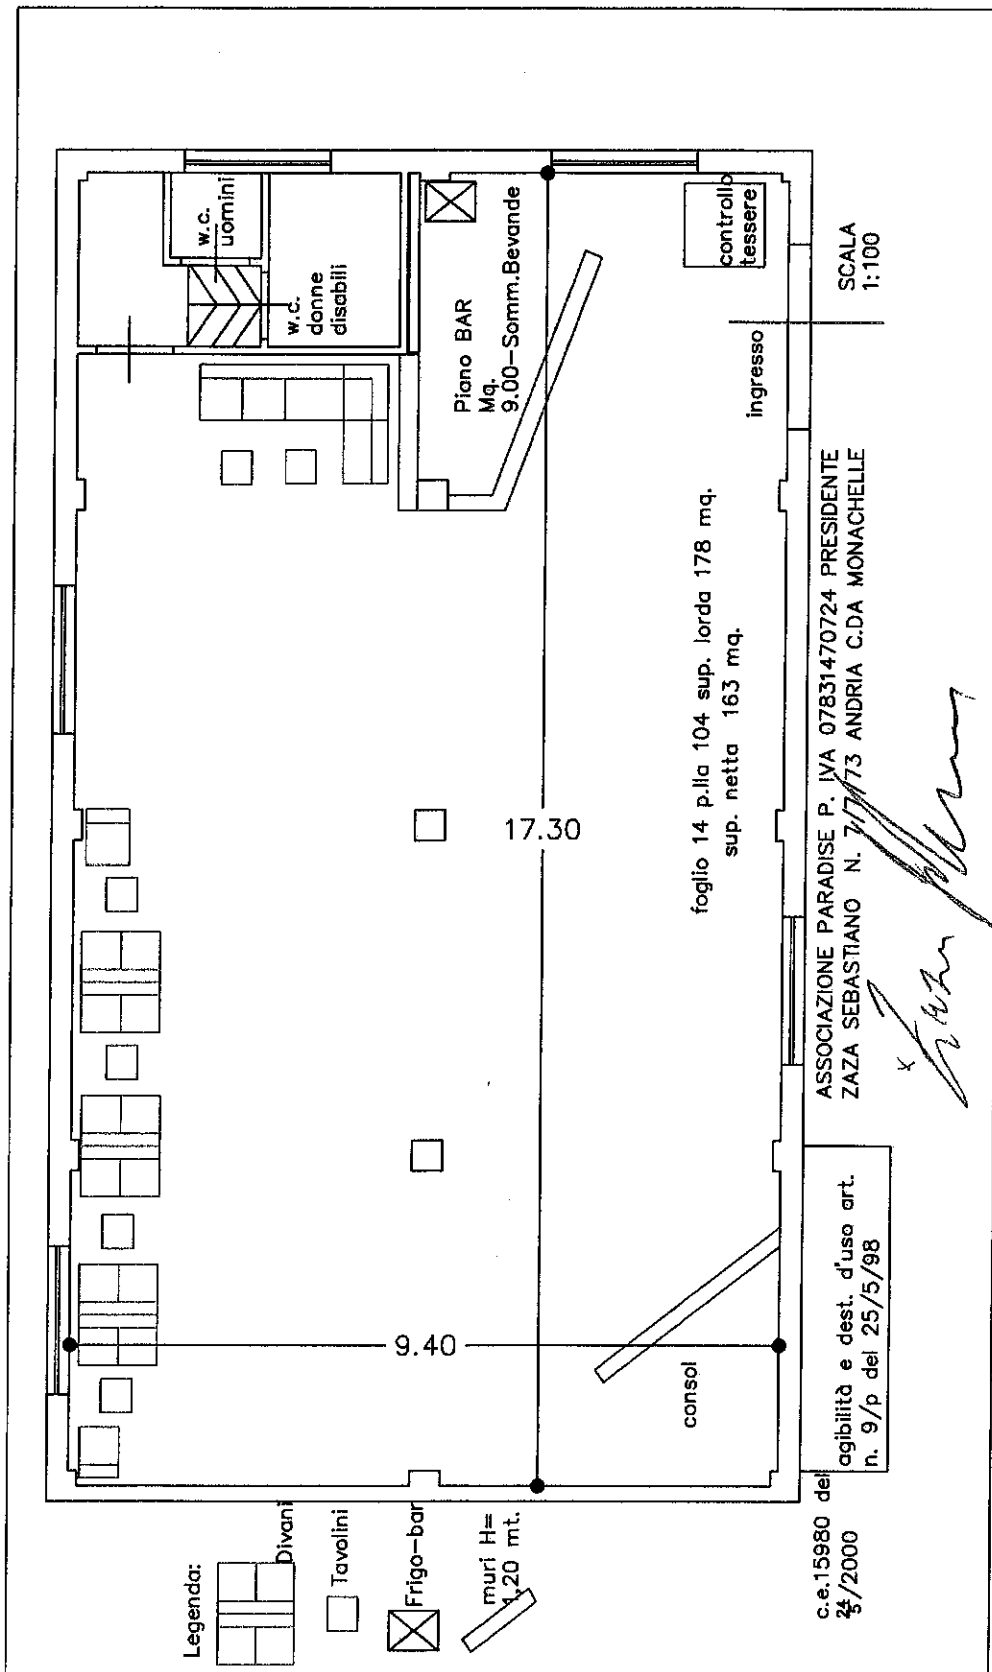 w.c.
uomini
w.c.
donne
disabili
Piano BAR
Mq.
9.00-Somm.Bevande
controllo
tessere
ingresso
SCALA
1:100
17.30
9.40
foglio 14 p.lla 104 sup. lorda 178 mq.
sup. netta 163 mq.
consol
ASSOCIAZIONE PARADISE P. IVA 07831470724 PRESIDENTE
ZAZA SEBASTIANO N. 7/7/73 ANDRIA C.DA MONACHELLE
Legenda:
Divani
Tavolini
Frigo-bar
muri H=
1,20 mt.
c.e.15980 del
24/5/2000
agibilità e dest. d'uso art.
n. 9/p del 25/5/98